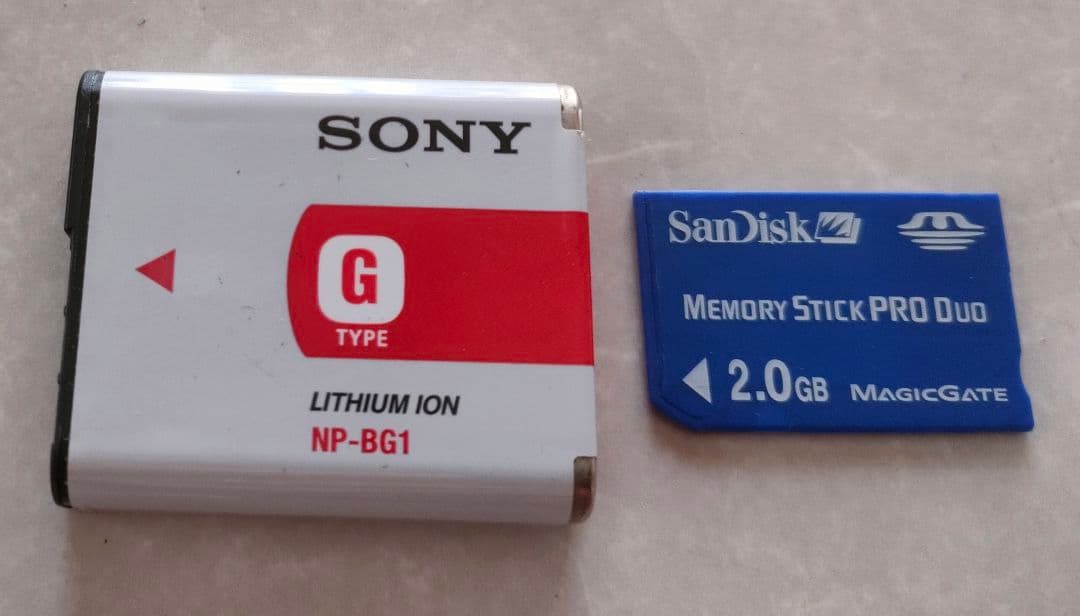 SONY
G
TYPE
LITHIUM ION
NP-BG1
SanDisk
MEMORY STICK PRO DUO
2.0GB MAGICGATE